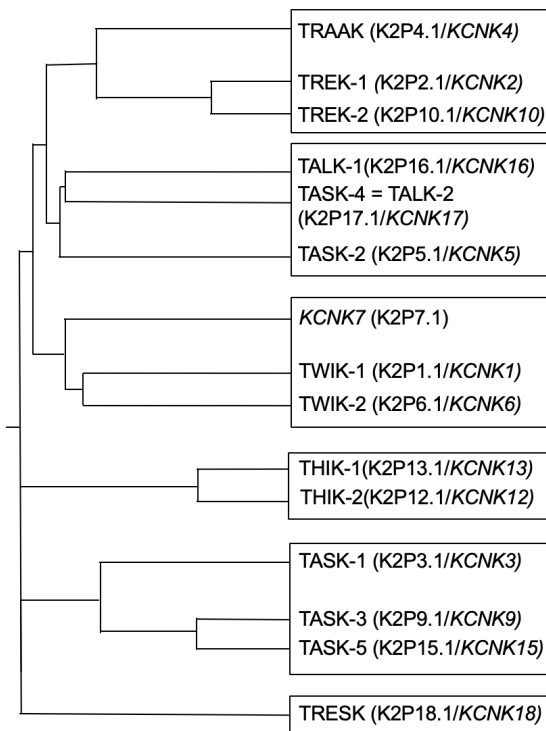 TRAAK (K2P4.1/KCNK4)
TREK-1 (K2P2.1/KCNK2)
TREK-2 (K2P10.1/KCNK10)
TALK-1(K2P16.1/KCNK16)
TASK-4 = TALK-2
(K2P17.1/KCNK17)
TASK-2 (K2P5.1/KCNK5)
KCNK7 (K2P7.1)
TWIK-1 (K2P1.1/KCNK1)
TWIK-2 (K2P6.1/KCNK6)
THIK-1(K2P13.1/KCNK13)
THIK-2(K2P12.1/KCNK12)
TASK-1 (K2P3.1/KCNK3)
TASK-3 (K2P9.1/KCNK9)
TASK-5 (K2P15.1/KCNK15)
TRESK (K2P18.1/KCNK18)